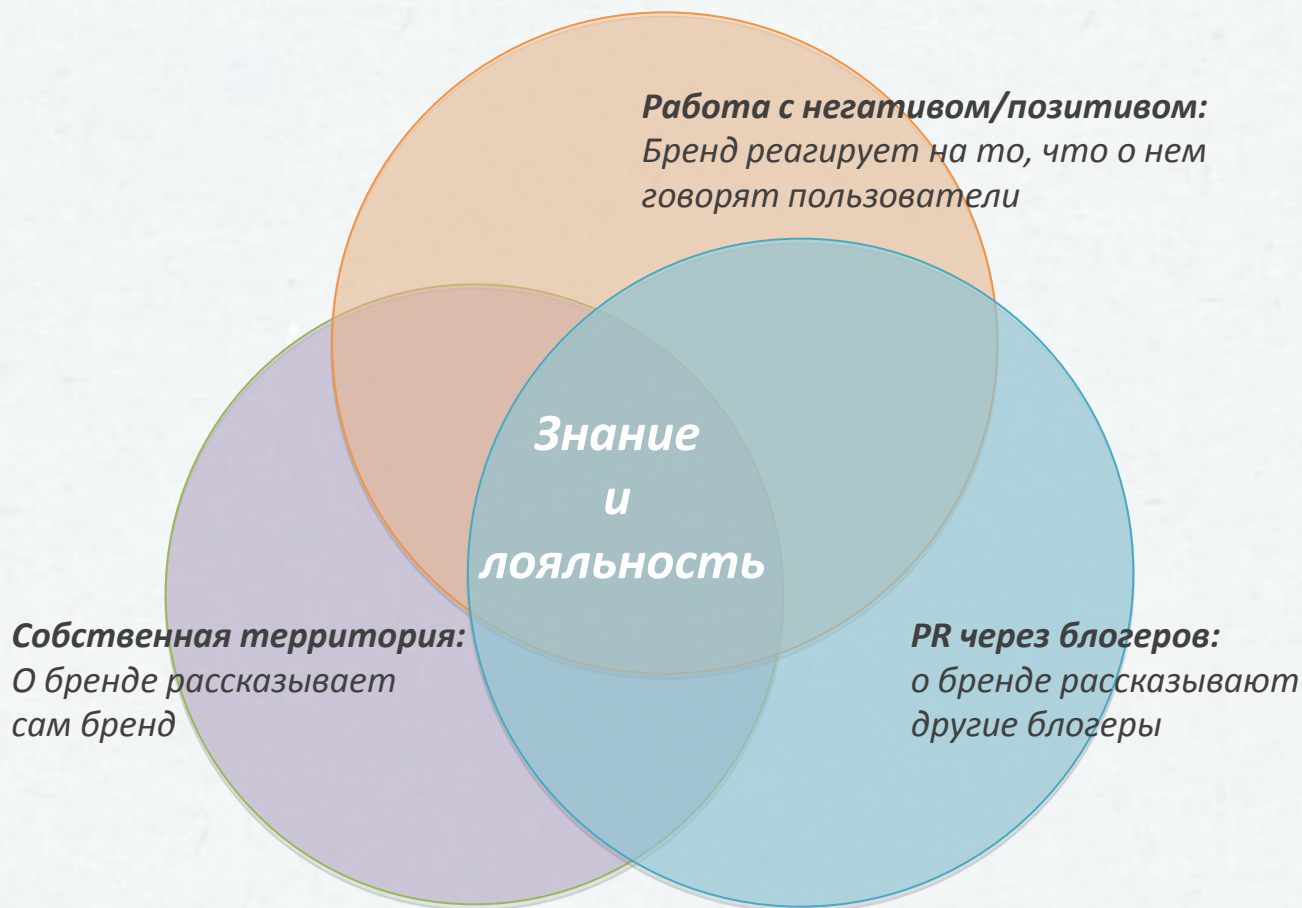 Работа с негативом/позитивом:
Бренд реагирует на то, что о нем
говорят пользователи
Знание
и
лояльность
Собственная территория:
О бренде рассказывает
сам бренд
PR через блогеров:
о бренде рассказывают
другие блогеры